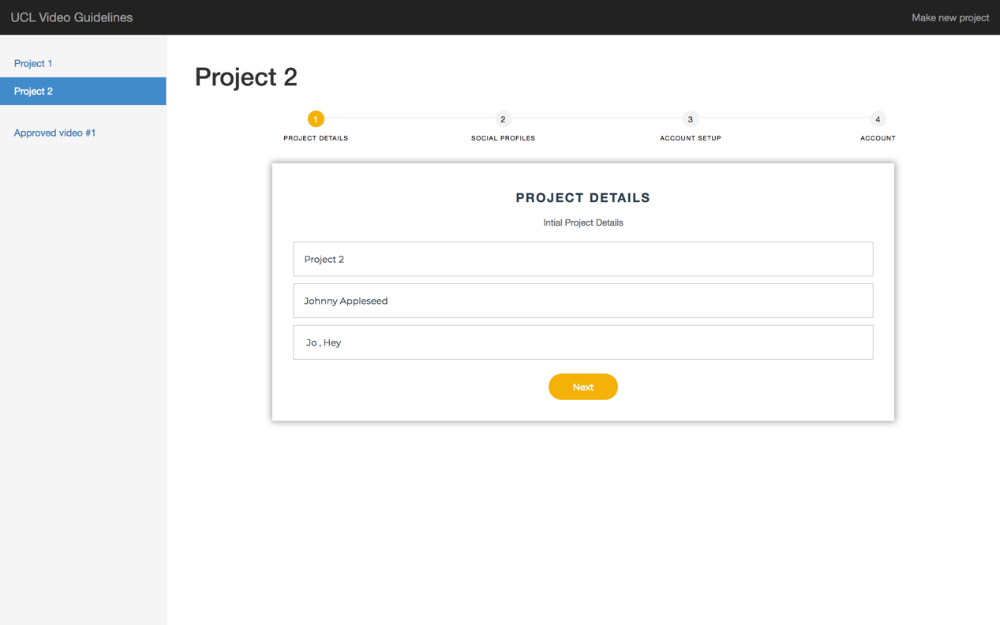 UCL Video Guidelines
Make new project
Project 1
Project 2
Approved video #1
Project 2
1
2
3
4
PROJECT DETAILS
SOCIAL PROFILES
ACCOUNT SETUP
ACCOUNT
PROJECT DETAILS
Intial Project Details
Project 2
Johnny Appleseed
Jo , Hey
Next